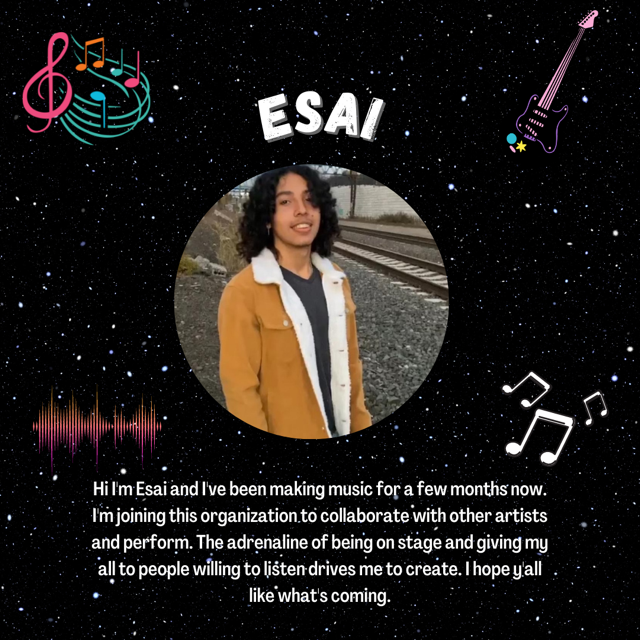 ESAI
Hi I'm Esai and I've been making music for a few months now.
I'm joining this organization to collaborate with other artists
and perform. The adrenaline of being on stage and giving my
all to people willing to listen drives me to create. I hope y'all
like what's coming.